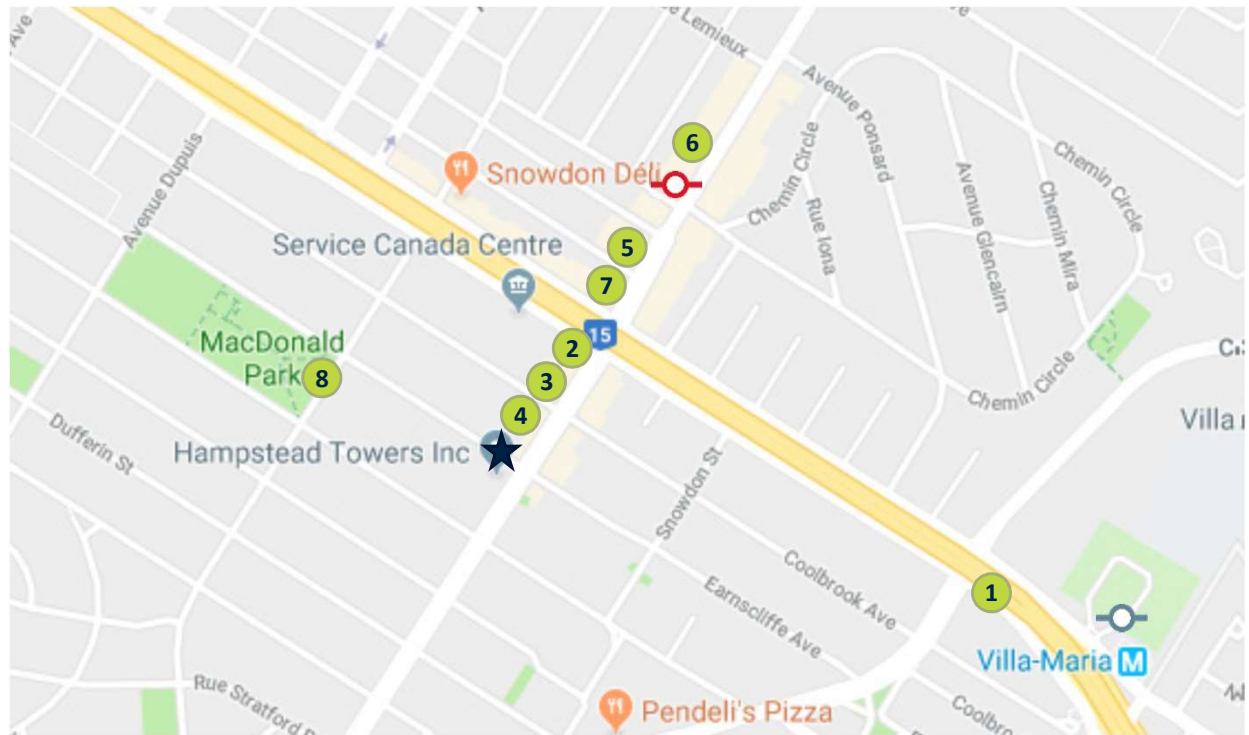 Ave
e Lemieux
Avenue Ponsard
6
Snowdon Déli
Chemin Circle
Chemin Circle
Avenue Dupuis
Rue Iona
Avenue Glencairn
Chemin Mira
Service Canada Centre
5
7
15
2
MacDonald
Park
8
3
Chemin Circle
4
Villa
Dufferin St
Hampstead Towers Inc
Snowdon St
Coolbrook Ave
1
Earnscliffe Ave
Villa-Maria M
Rue Stratford
Pendeli's Pizza
Coolbro